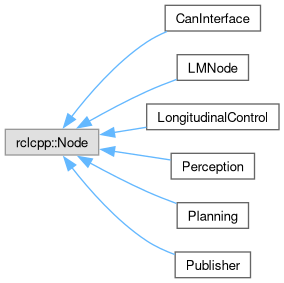 CanInterface
LMNode
LongitudinalControl
rclcpp::Node
Perception
Planning
Publisher